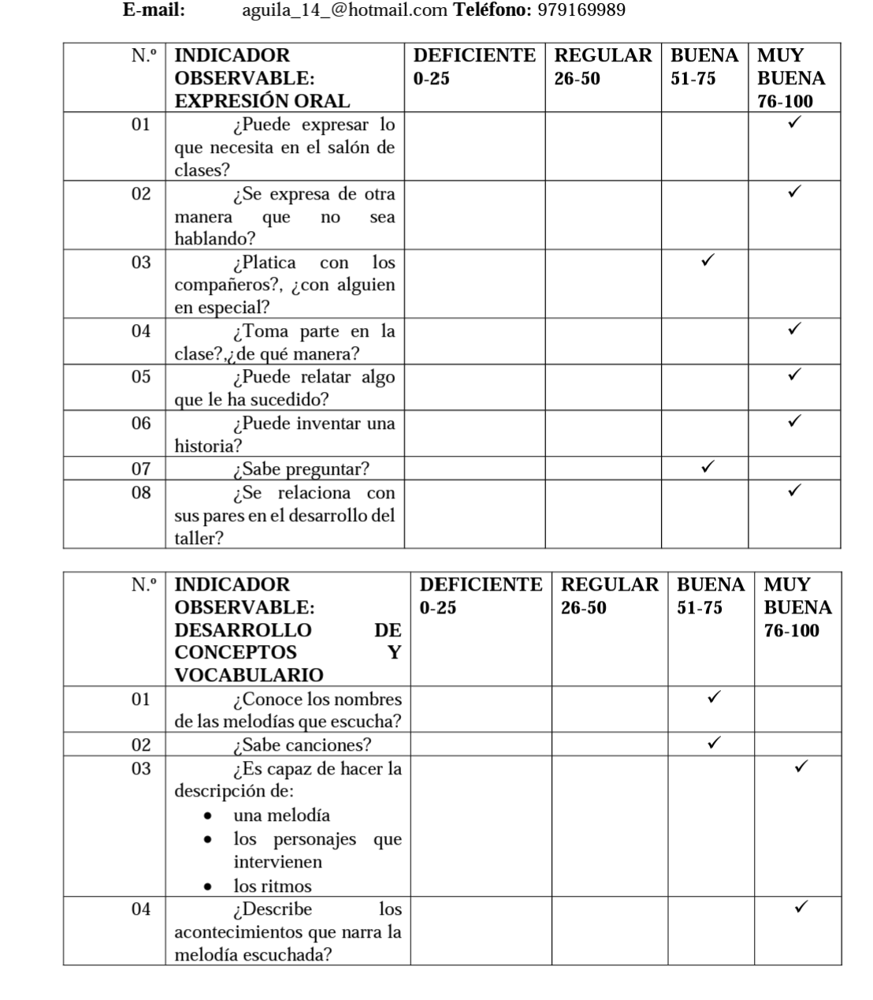 E-mail: aguila_14_@hotmail.com Teléfono: 979169989
N.º INDICADOR OBSERVABLE: EXPRESIÓN ORAL DEFICIENTE 0-25 REGULAR 26-50 BUENA 51-75 MUY BUENA 76-100
01 ¿Puede expresar lo
que necesita en el salón de
clases?
✓
02 ¿Se expresa de otra
manera que no sea
hablando?
✓
03 ¿Platica con los
compañeros?, ¿con alguien
en especial?
✓
04 ¿Toma parte en la
clase?,¿de qué manera?
✓
05 ¿Puede relatar algo
que le ha sucedido?
✓
06 ¿Puede inventar una
historia?
✓
07 ¿Sabe preguntar?
✓
08 ¿Se relaciona con
sus pares en el desarrollo del
taller?
✓
N.º INDICADOR OBSERVABLE: DESARROLLO DE CONCEPTOS Y VOCABULARIO DEFICIENTE 0-25 REGULAR 26-50 BUENA 51-75 MUY BUENA 76-100
01 ¿Conoce los nombres
de las melodías que escucha?
✓
02 ¿Sabe canciones?
✓
03 ¿Es capaz de hacer la
descripción de:
• una melodía
• los personajes que
intervienen
• los ritmos
✓
04 ¿Describe los
acontecimientos que narra la
melodía escuchada?
✓